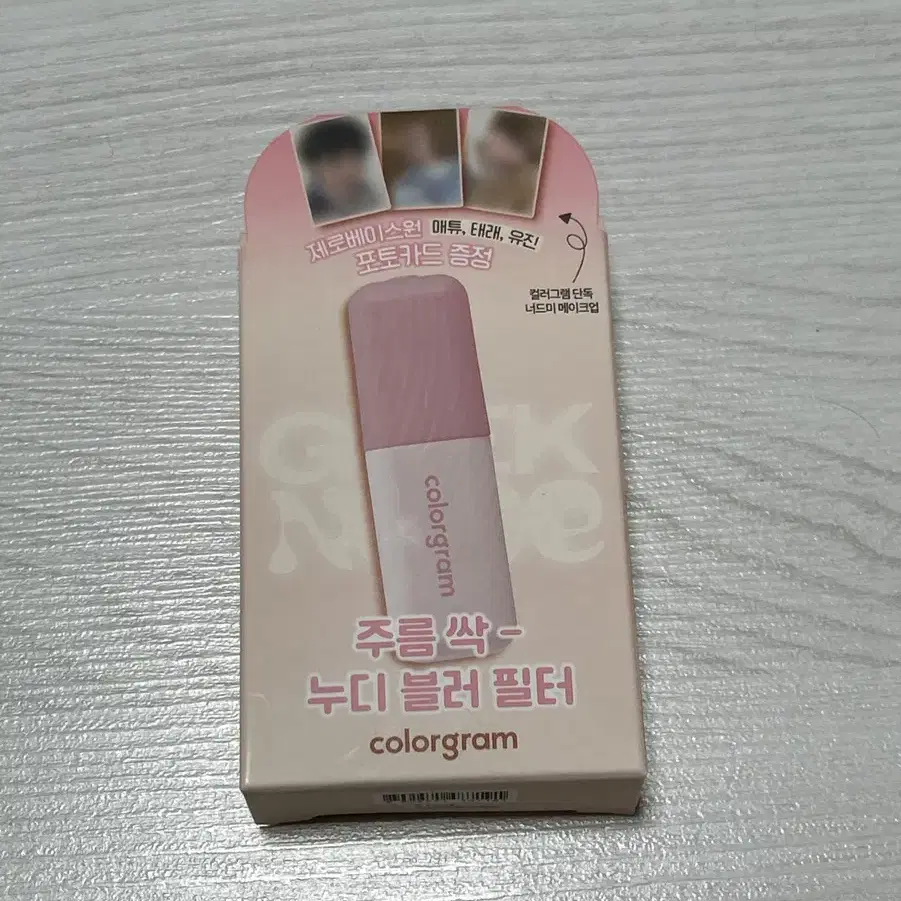 제로베이스원 매튜, 태래, 유진
포토카드 증정
컬러그램 단독
너드미 메이크업
colorgram
주름 싹 -
누디 블러 필터
colorgram